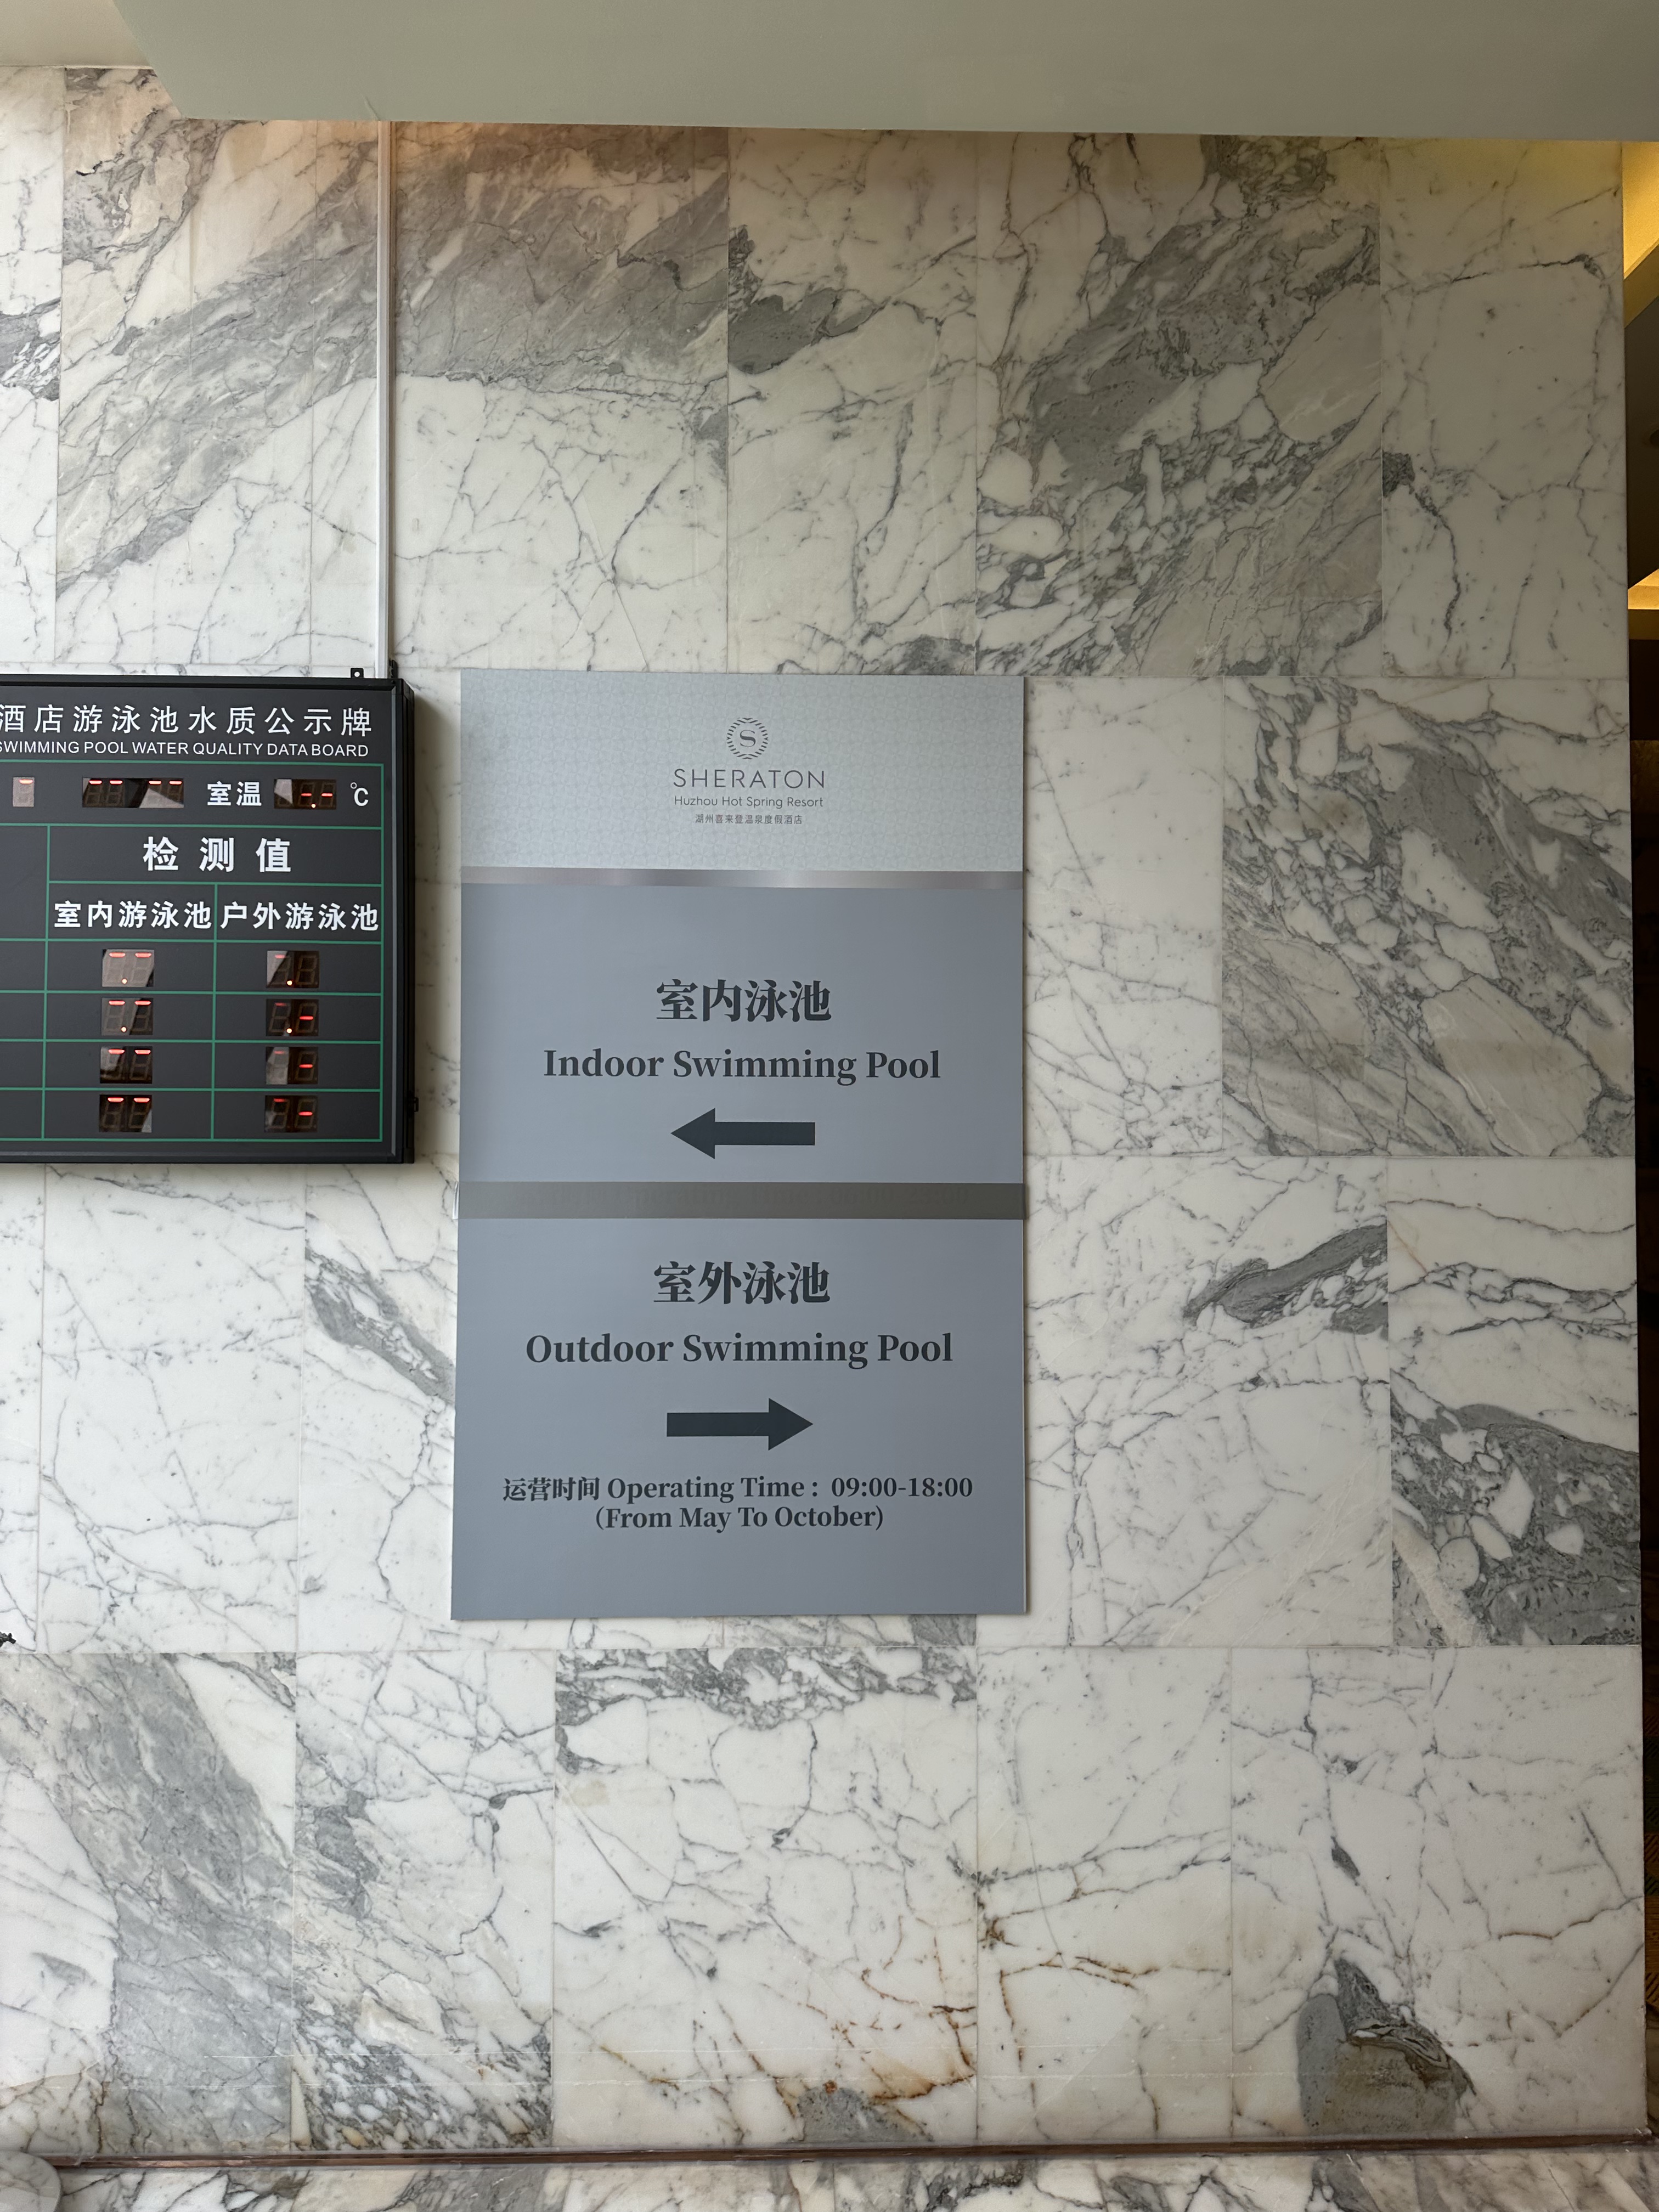 酒店游泳池水质公示牌
SWIMMING POOL WATER QUALITY DATA BOARD
室温 ℃
检测值
室内游泳池 户外游泳池
S
SHERATON
Huzhou Hot Spring Resort
湖州喜来登温泉度假酒店
室内泳池
Indoor Swimming Pool
室外泳池
Outdoor Swimming Pool
运营时间 Operating Time : 09:00-18:00
(From May To October)